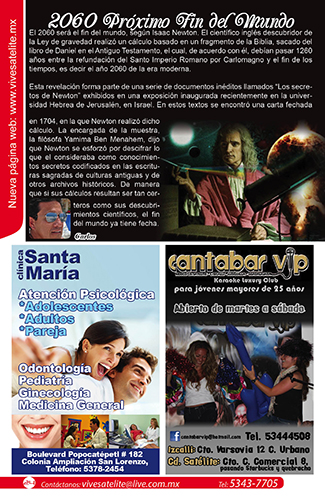 2060 Próximo Fin del Mundo
El 2060 será el fin del mundo, según Isaac Newton. El científico inglés descubridor de
la Ley de gravedad realizó un cálculo basado en un fragmento de la Biblia, sacado del
libro de Daniel en el Antiguo Testamento, el cual, de acuerdo con él, debían pasar 1260
años entre la refundación del Santo Imperio Romano por Carlomagno y el fin de los
tiempos, es decir el año 2060 de la era moderna.
Esta revelación forma parte de una serie de documentos inéditos llamados "Los secre-
tos de Newton" exhibidos en una exposición inaugurada recientemente en la univer-
sidad Hebrea de Jerusalén, en Israel. En estos textos se encontró una carta fechada
en 1704, en la que Newton realizó dicho
cálculo. La encargada de la muestra,
la filósofa Yamima Ben Menahem, dijo
que Newton se esforzó por descifrar lo
que el consideraba como conocimien-
tos secretos codificados en las escritu-
ras sagradas de culturas antiguas y de
otros archivos históricos. De manera
que si sus cálculos resultan ser tan cer-
teros como sus descubri-
mientos científicos, el fin
del mundo ya tiene fecha.
Carlos
Nueva página web: www.vivesatelite.mx
clínica Santa
María
Atención Psicológica
*Adolescentes
*Adultos
*Pareja
Odontología
Pediatría
Ginecología
Medicina General
Boulevard Popocatépetl # 182
Colonia Ampliación San Lorenzo,
Teléfono: 5376-2454
cantabar vip
Karaoke Luxury Club
para jóvenes mayores de 25 años
Abierto de martes a sábado
cantabarvip@hotmail.com Tel. 53444508
Izcalli: Cto. Varsovia 12 C. Urbano
Cd. Satélite: Cto. C. Comercial 8,
pasando Starbucks y quebracho
Contáctanos: vivesatelite@live.com.mx
Tel: 5343-7705